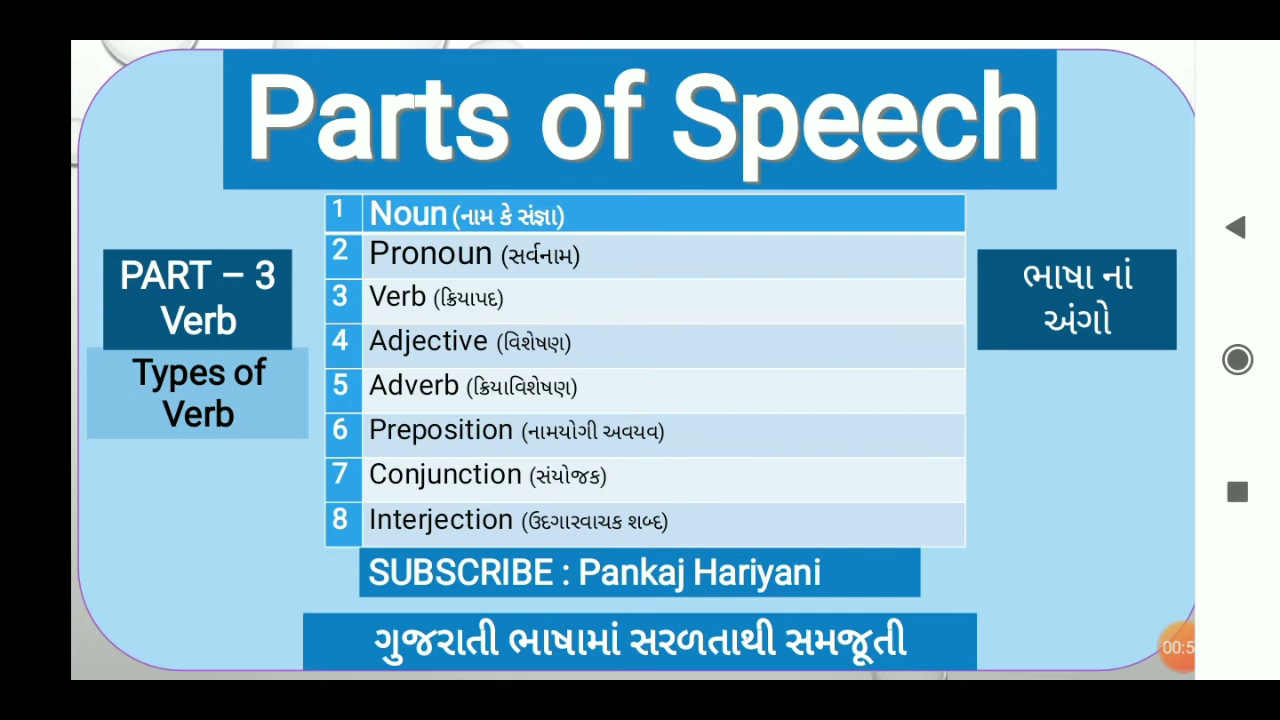 Parts of Speech
1 Noun (નામ કે સંજ્ઞા)
2 Pronoun (સર્વનામ)
3 Verb (ક્રિયાપદ)
4 Adjective (વિશેષણ)
5 Adverb (ક્રિયાવિશેષણ)
6 Preposition (નામયોગી અવયવ)
7 Conjunction (સંયોજક)
8 Interjection (ઉદગારવાચક શબ્દ)
PART – 3
Verb
Types of
Verb
ભાષા નાં
અંગો
SUBSCRIBE : Pankaj Hariyani
ગુજરાતી ભાષામાં સરળતાથી સમજૂતી
00:5